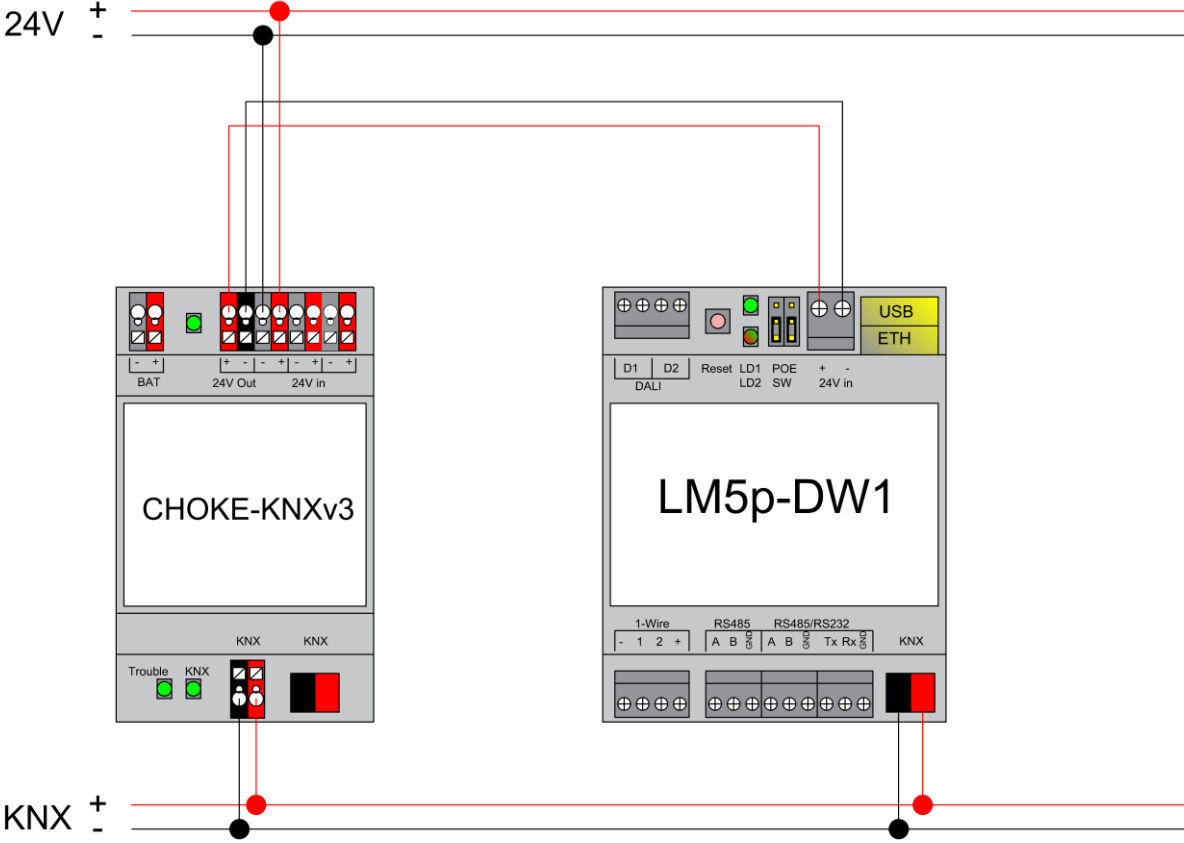 24V + -
USB
ETH
- +
BAT
+ - - + - + - +
24V Out 24V in
D1 D2
DALI
Reset LD1 POE + -
LD2 SW 24V in
CHOKE-KNXv3
LM5p-DW1
KNX KNX
Trouble KNX
1-Wire RS485 RS485/RS232
- 1 2 + A B GND A B GND Tx Rx GND KNX
KNX + -